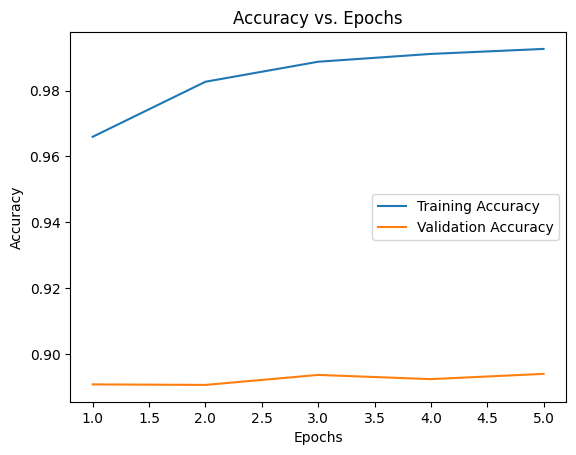 Accuracy vs. Epochs
0.98
0.96
0.94
0.92
0.90
Accuracy
Training Accuracy
Validation Accuracy
1.0 1.5 2.0 2.5 3.0 3.5 4.0 4.5 5.0
Epochs